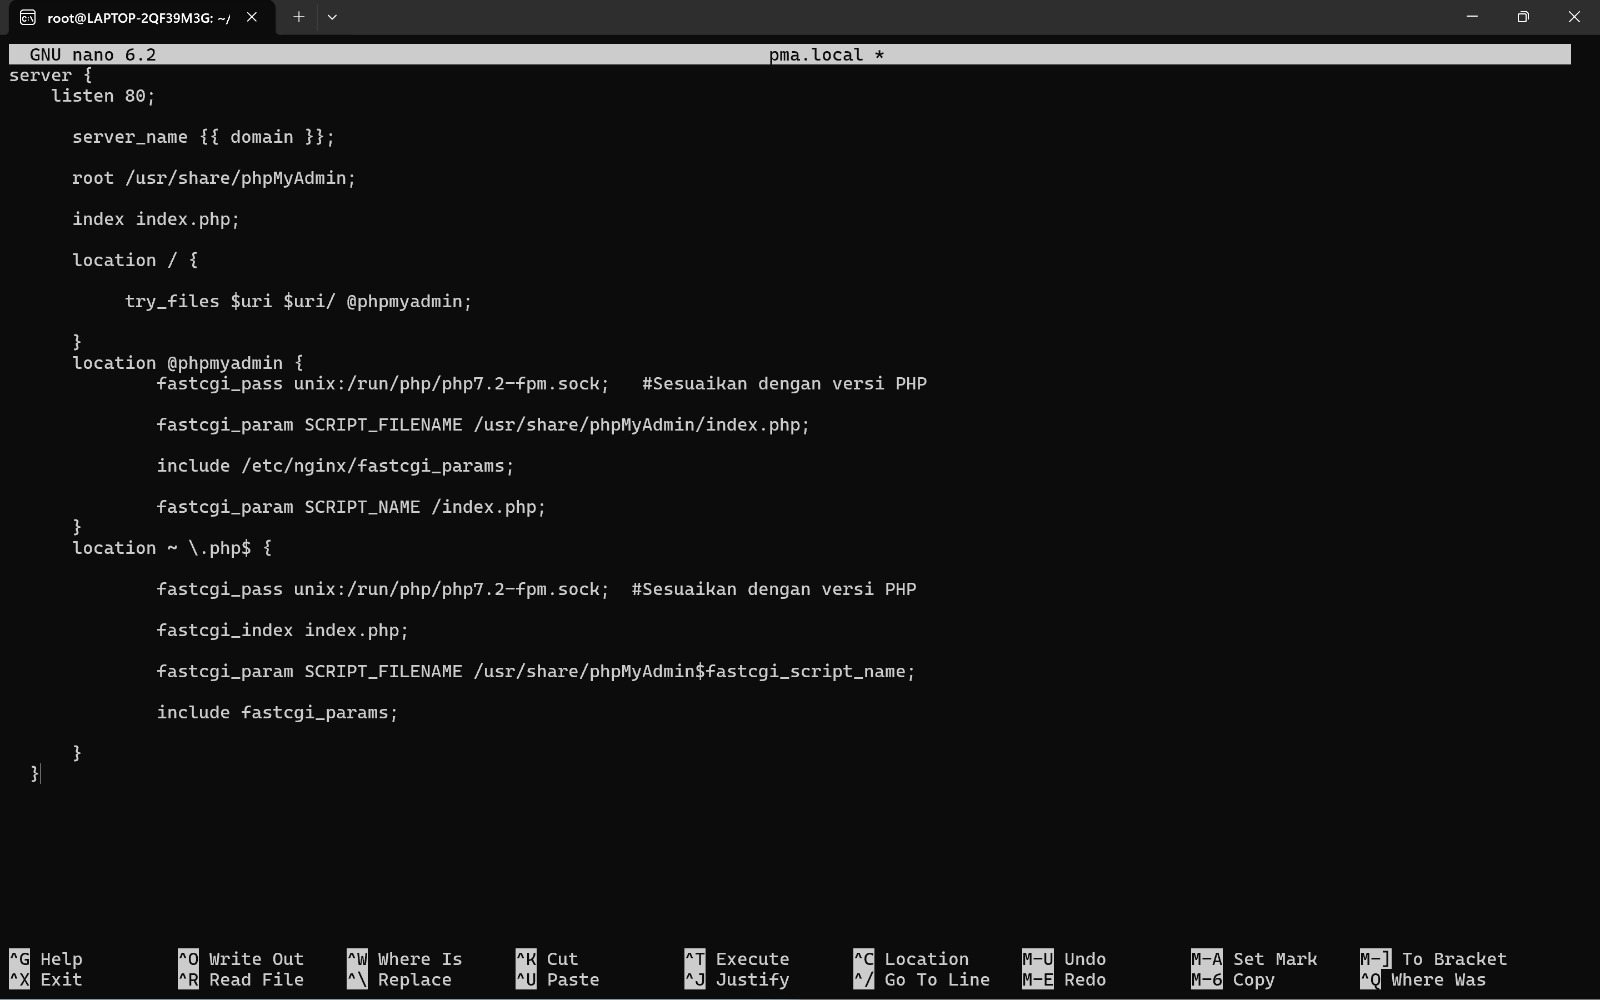 root@LAPTOP-2QF39M3G: ~/
GNU nano 6.2 pma.local *
server {
    listen 80;
      server_name {{ domain }};
      root /usr/share/phpMyAdmin;
      index index.php;
      location / {
           try_files $uri $uri/ @phpmyadmin;
      }
      location @phpmyadmin {
              fastcgi_pass unix:/run/php/php7.2-fpm.sock;   #Sesuaikan dengan versi PHP
              fastcgi_param SCRIPT_FILENAME /usr/share/phpMyAdmin/index.php;
              include /etc/nginx/fastcgi_params;
              fastcgi_param SCRIPT_NAME /index.php;
      }
      location ~ \.php$ {
              fastcgi_pass unix:/run/php/php7.2-fpm.sock;  #Sesuaikan dengan versi PHP
              fastcgi_index index.php;
              fastcgi_param SCRIPT_FILENAME /usr/share/phpMyAdmin$fastcgi_script_name;
              include fastcgi_params;
      }
  }
^G Help ^O Write Out ^W Where Is ^K Cut ^T Execute ^C Location M-U Undo M-A Set Mark M-] To Bracket
^X Exit ^R Read File ^\ Replace ^U Paste ^J Justify ^/ Go To Line M-E Redo M-6 Copy ^Q Where Was